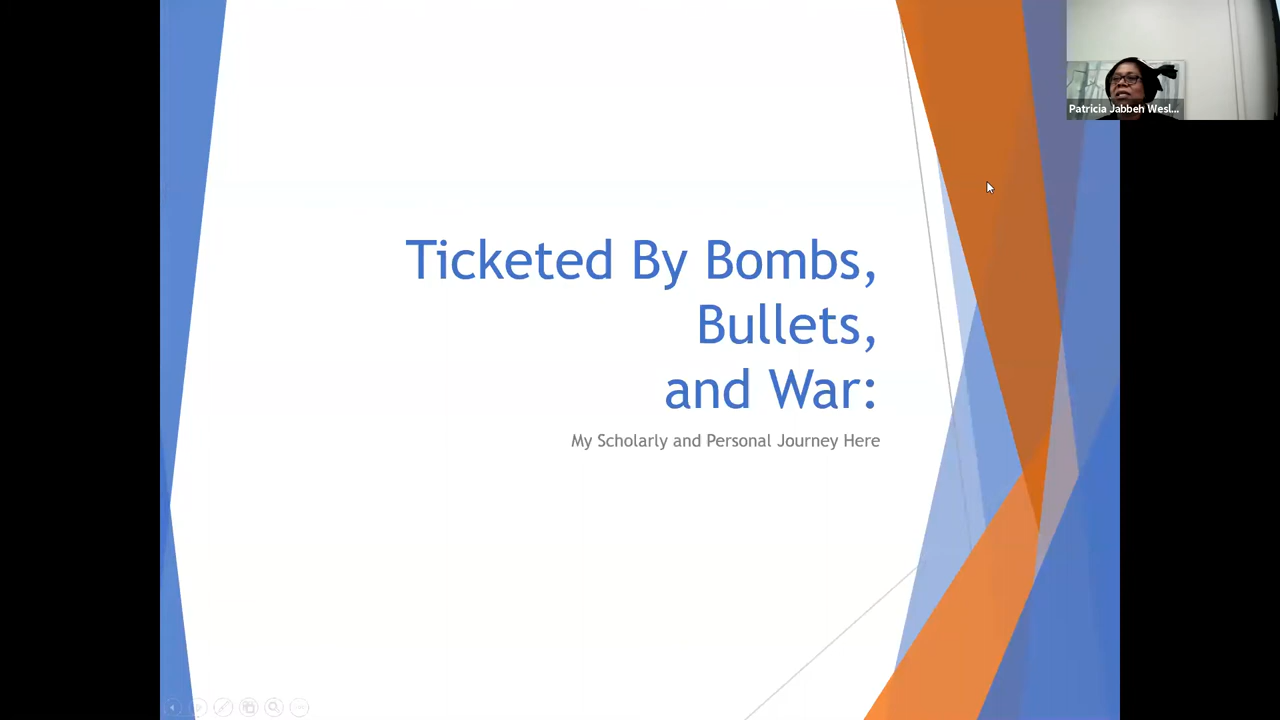 Patricia Jabbeh Wesl...
Ticketed By Bombs,
Bullets,
and War:
My Scholarly and Personal Journey Here